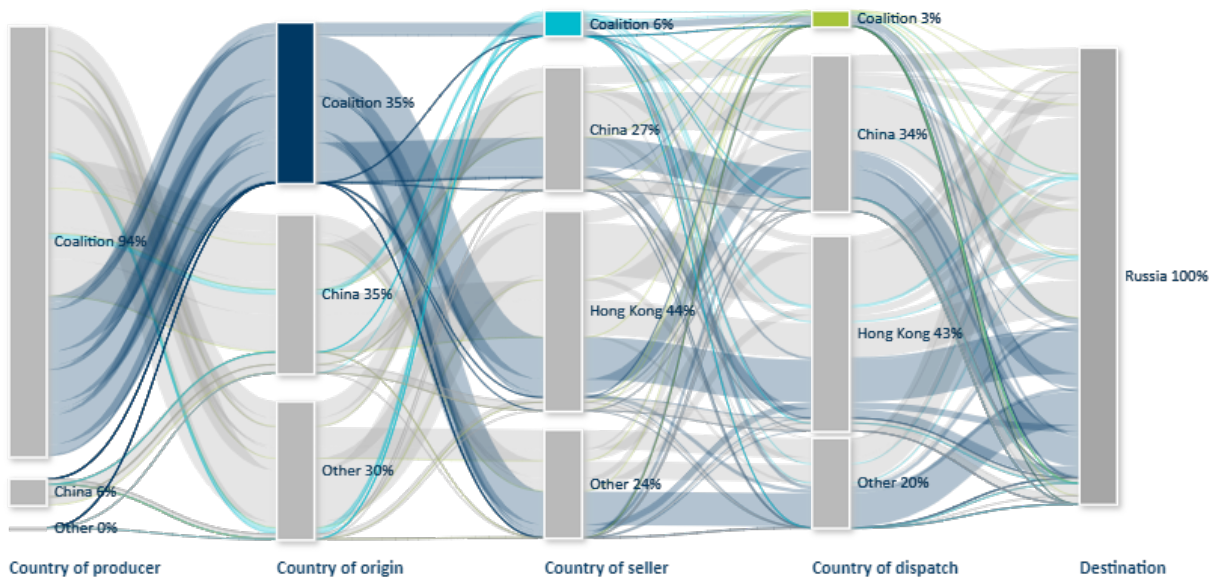 Coalition 94%
China 6%
Other 0%
Country of producer
Coalition 35%
China 35%
Other 30%
Country of origin
Coalition 6%
China 27%
Hong Kong 44%
Other 24%
Country of seller
Coalition 3%
China 34%
Hong Kong 43%
Other 20%
Country of dispatch
Russia 100%
Destination